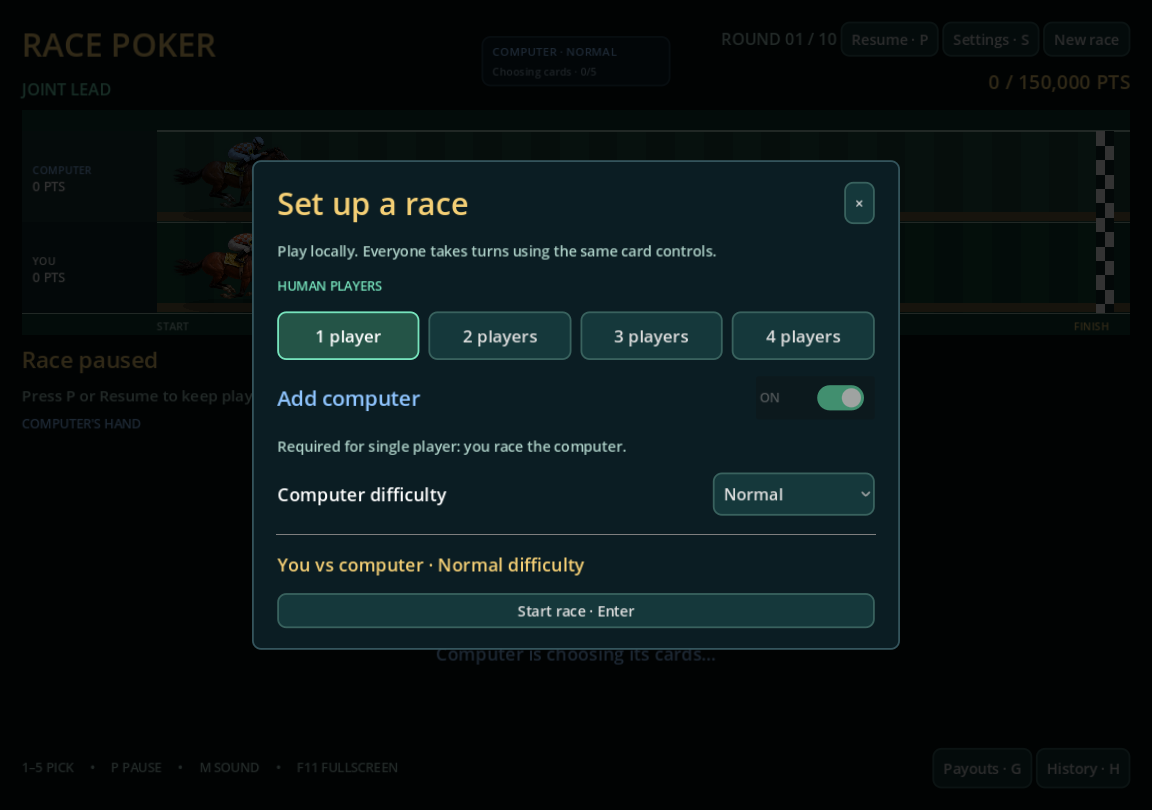 RACE POKER
COMPUTER · NORMAL
Choosing cards · 0/5
ROUND 01 / 10
Resume · P
Settings · S
New race
JOINT LEAD
0 / 150,000 PTS
COMPUTER
0 PTS
YOU
0 PTS
START
FINISH
Race paused
Press P or Resume to keep play
COMPUTER'S HAND
Set up a race
×
Play locally. Everyone takes turns using the same card controls.
HUMAN PLAYERS
1 player
2 players
3 players
4 players
Add computer
ON
Required for single player: you race the computer.
Computer difficulty
Normal
You vs computer · Normal difficulty
Start race · Enter
Computer is choosing its cards...
1–5 PICK • P PAUSE • M SOUND • F11 FULLSCREEN
Payouts · G
History · H